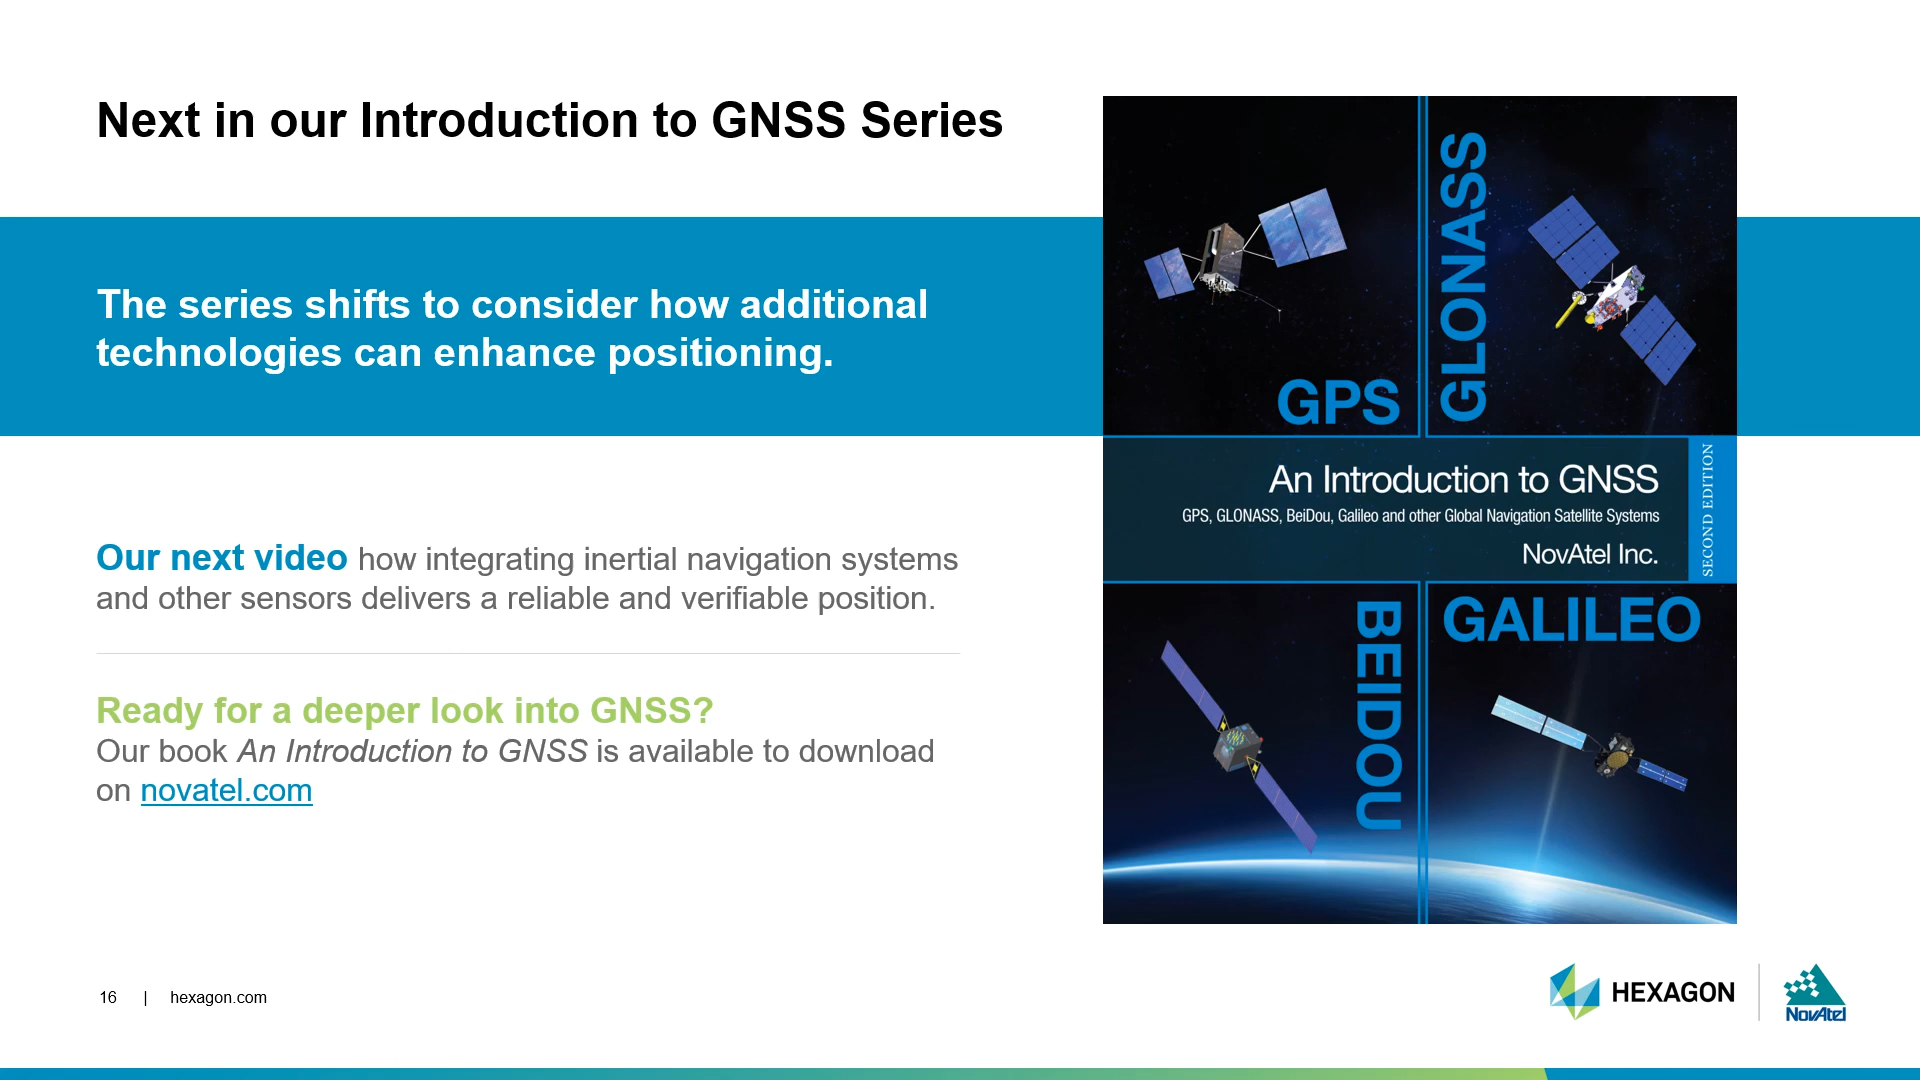 Next in our Introduction to GNSS Series
The series shifts to consider how additional
technologies can enhance positioning.
Our next video how integrating inertial navigation systems
and other sensors delivers a reliable and verifiable position.
Ready for a deeper look into GNSS?
Our book An Introduction to GNSS is available to download
on novatel.com
GPS
GLONASS
An Introduction to GNSS
GPS, GLONASS, BeiDou, Galileo and other Global Navigation Satellite Systems
NovAtel Inc.
SECOND EDITION
BEIDOU
GALILEO
16 | hexagon.com
HEXAGON
NovAtel